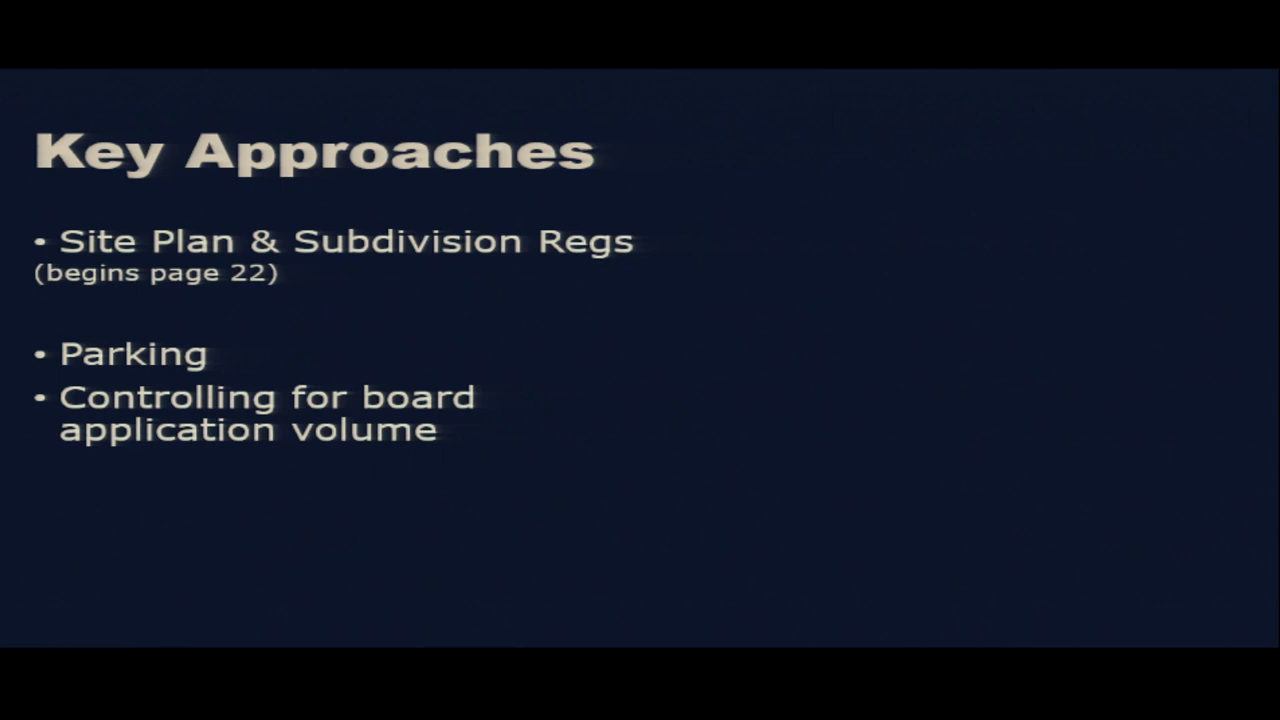 Key Approaches
• Site Plan & Subdivision Regs
(begins page 22)
• Parking
• Controlling for board
application volume